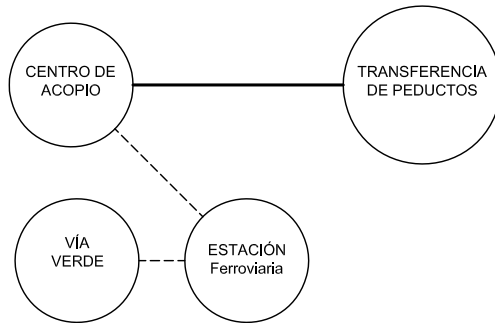 CENTRO DE
ACOPIO
TRANSFERENCIA
DE PEDUCTOS
VÍA
VERDE
ESTACIÓN
Ferroviaria